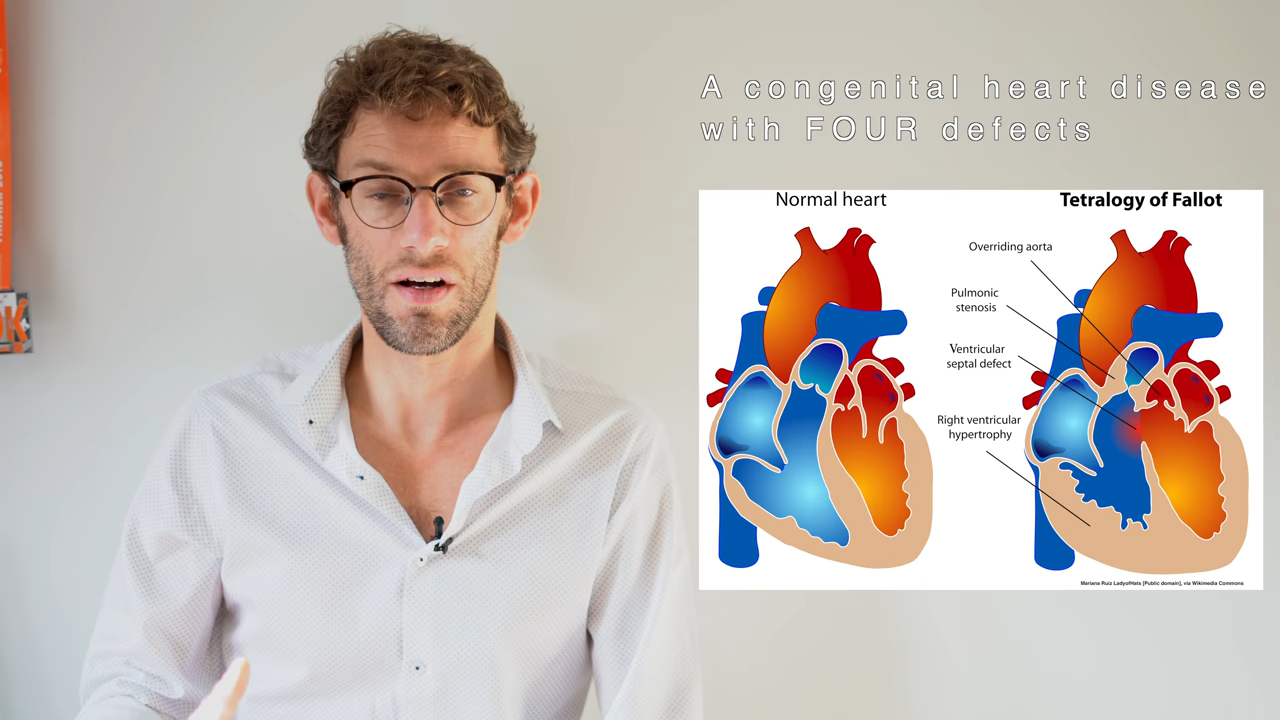 A congenital heart disease
with FOUR defects
Normal heart
Tetralogy of Fallot
Overriding aorta
Pulmonic
stenosis
Ventricular
septal defect
Right ventricular
hypertrophy
Mariana Ruiz LadyofHats [Public domain], via Wikimedia Commons